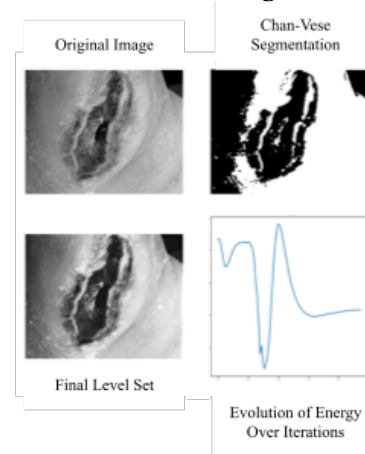 Original Image
Chan-Vese
Segmentation
Final Level Set
Evolution of Energy
Over Iterations